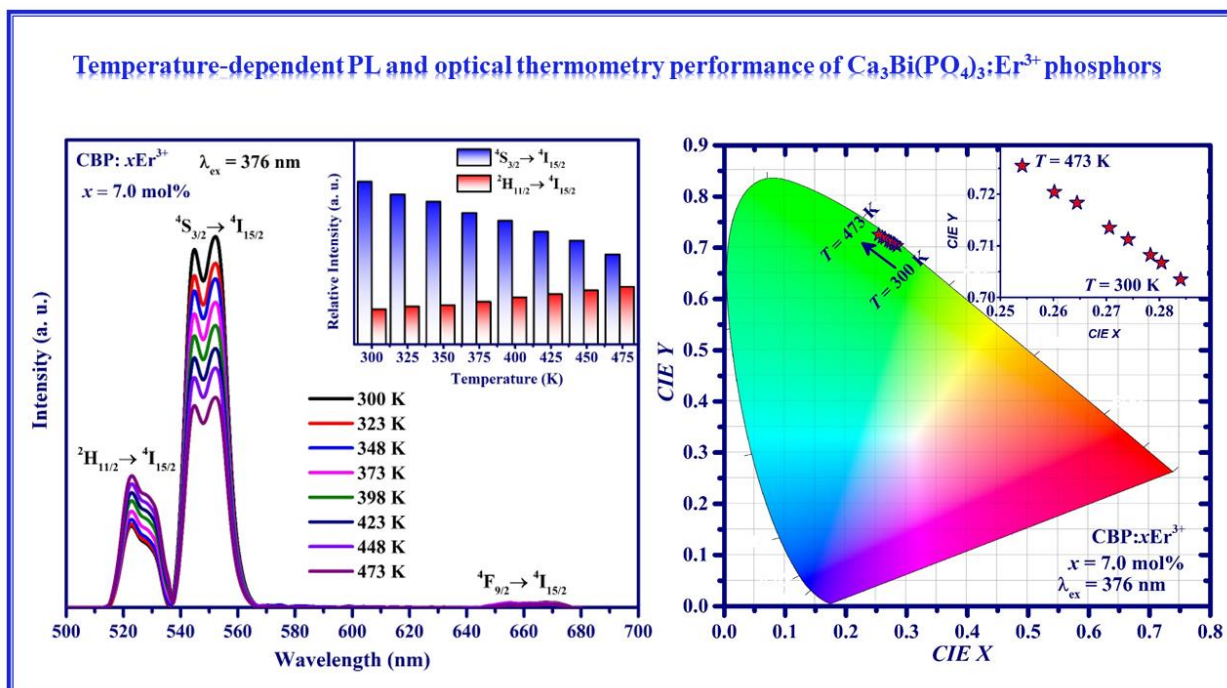 Temperature-dependent PL and optical thermometry performance of Ca₃Bi(PO₄)₃:Er³⁺ phosphors
CBP: xEr³⁺
λₑₓ = 376 nm
x = 7.0 mol%
⁴S₃/₂→ ⁴I₁₅/₂
²H₁₁/₂→ ⁴I₁₅/₂
⁴F₉/₂→ ⁴I₁₅/₂
300 K
323 K
348 K
373 K
398 K
423 K
448 K
473 K
Intensity (a. u.)
500 520 540 560 580 600 620 640 660 680 700
Wavelength (nm)
⁴S₃/₂→ ⁴I₁₅/₂
²H₁₁/₂→ ⁴I₁₅/₂
Relative Intensity (a. u.)
300 325 350 375 400 425 450 475
Temperature (K)
0.9
0.8
0.7
0.6
0.5
0.4
0.3
0.2
0.1
0.0
CIE Y
T = 473 K
T = 300 K
0.72
0.71
0.70
CIE Y
T = 473 K
T = 300 K
0.25 0.26 0.27 0.28
CIE X
CBP:xEr³⁺
x = 7.0 mol%
λₑₓ = 376 nm
0.0 0.1 0.2 0.3 0.4 0.5 0.6 0.7 0.8
CIE X